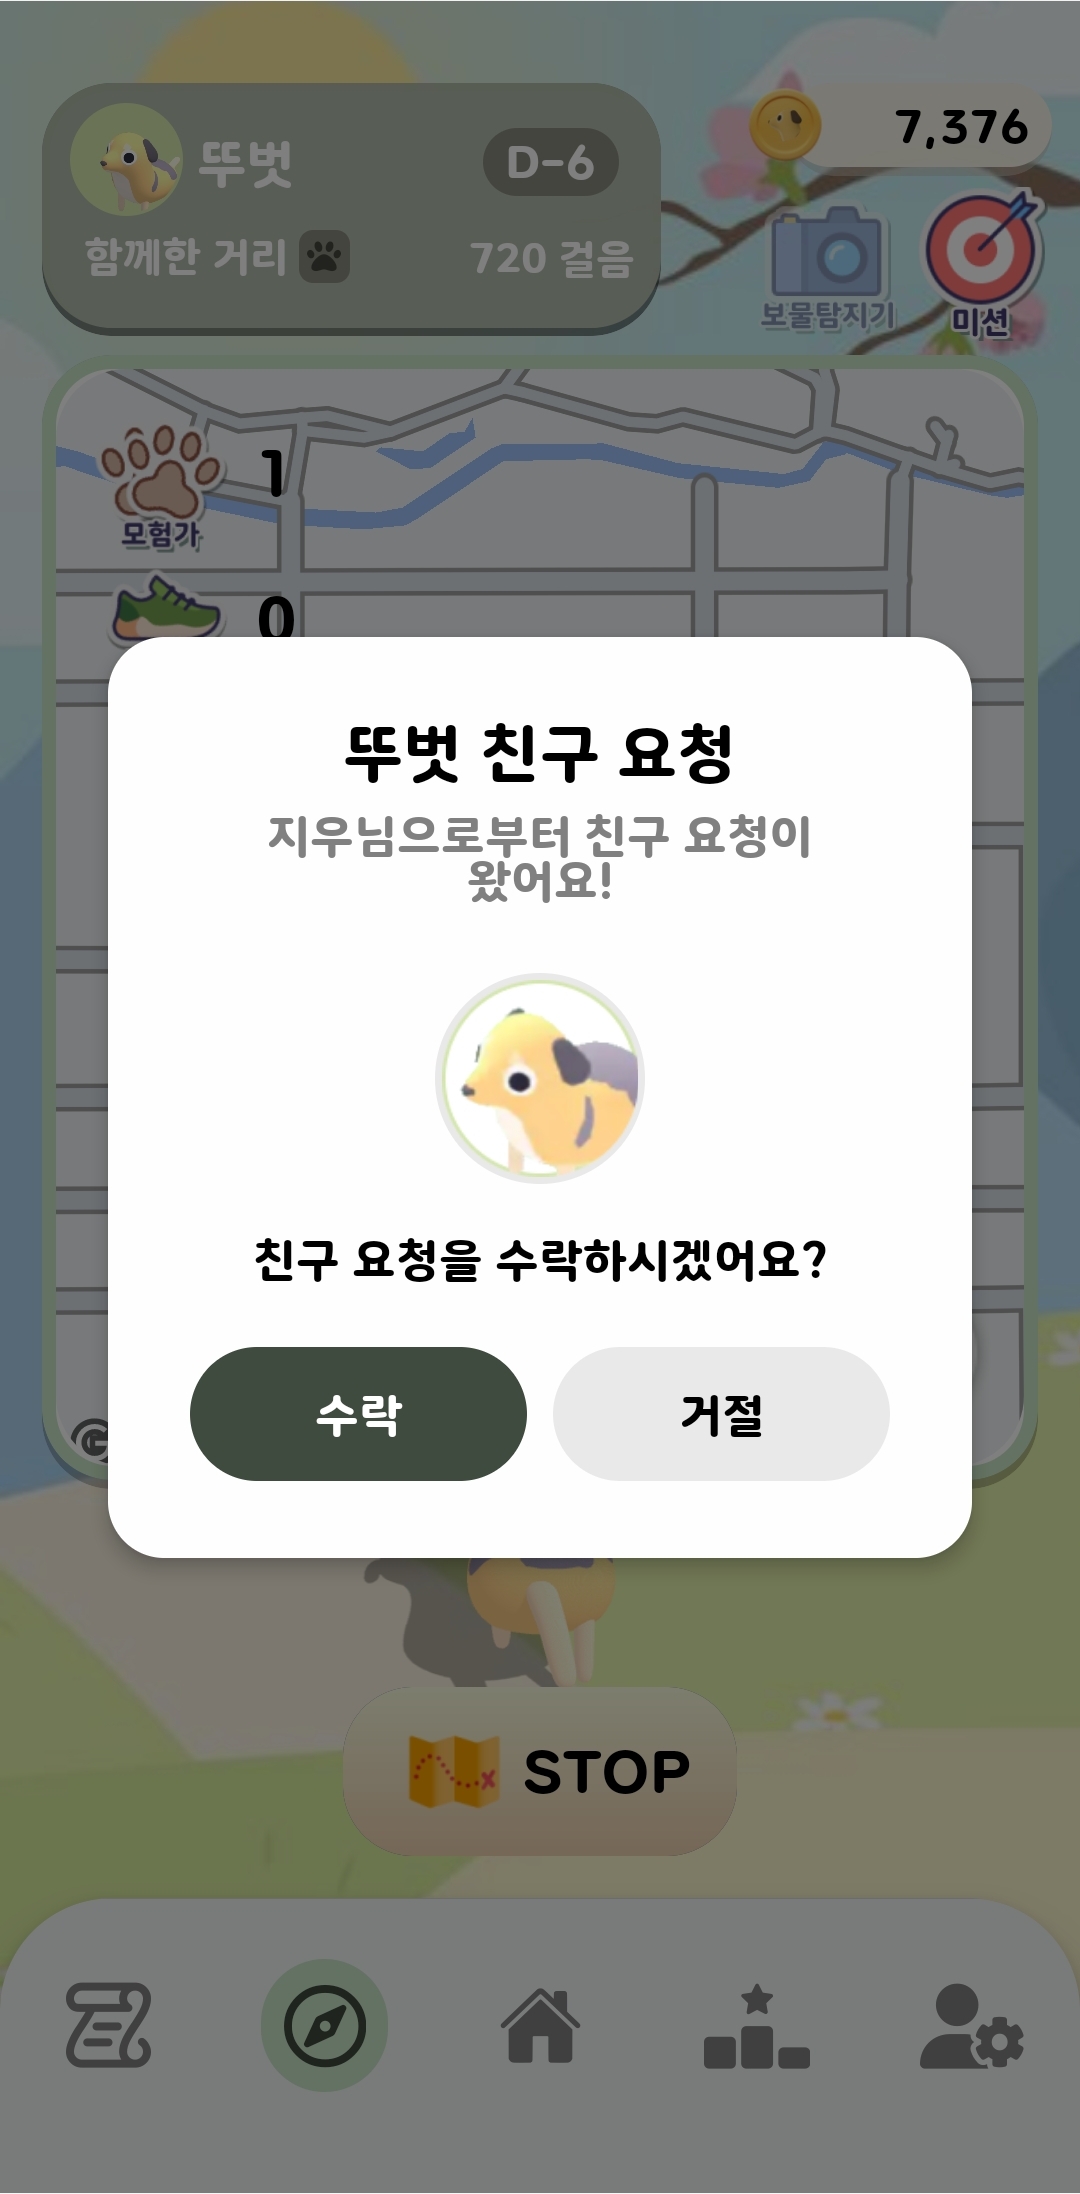 뚜벗
D-6
7,376
함께한 거리
720 걸음
보물탐지기
미션
1
모험가
0
뚜벗 친구 요청
지우님으로부터 친구 요청이
왔어요!
친구 요청을 수락하시겠어요?
수락
거절
STOP